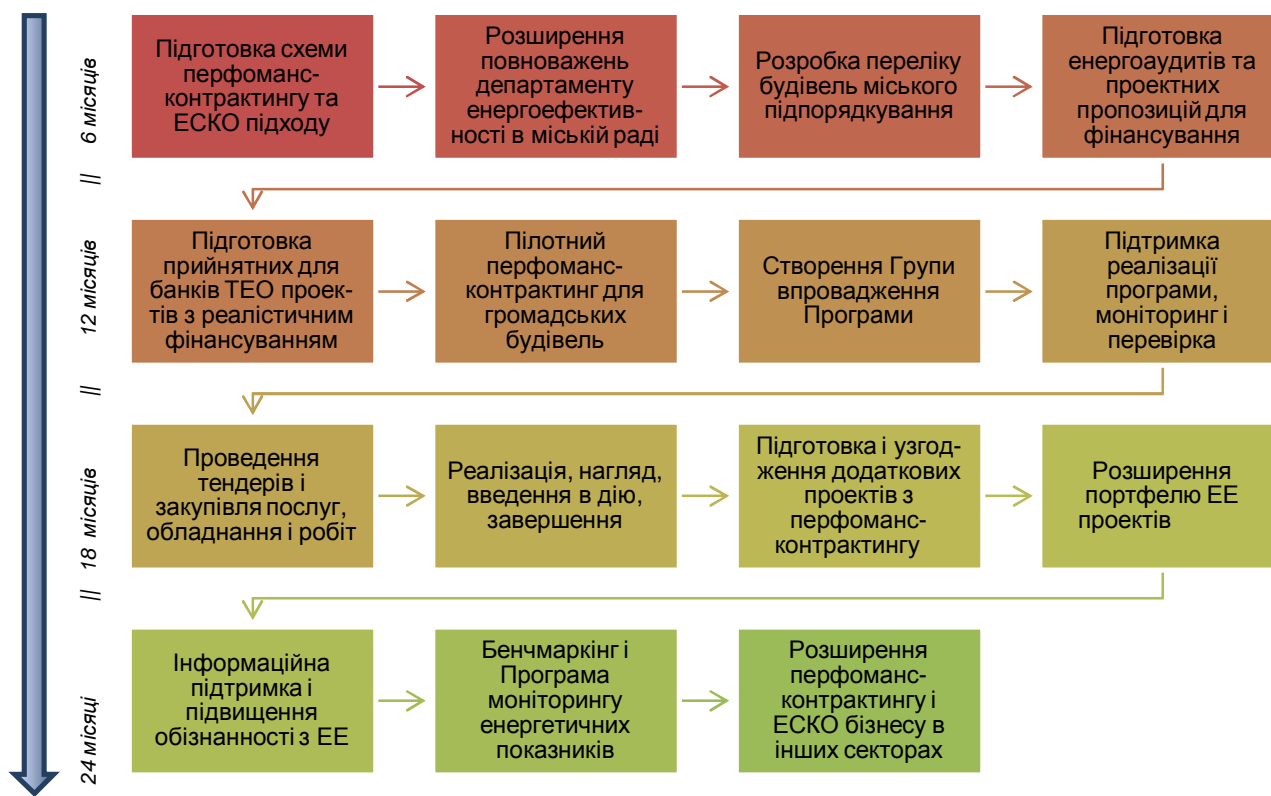 6 місяців
Підготовка схеми
перфоманс-
контрактингу та
ЕСКО підходу
Розширення
повноважень
департаменту
енергоефектив-
ності в міській раді
Розробка переліку
будівель міського
підпорядкування
Підготовка
енергоаудитів та
проектних
пропозицій для
фінансування
||
12 місяців
Підготовка
прийнятних для
банків ТЕО проек-
тів з реалістичним
фінансуванням
Пілотний
перфоманс-
контрактинг для
громадських
будівель
Створення Групи
впровадження
Програми
Підтримка
реалізації
програми,
моніторинг і
перевірка
||
18 місяців
Проведення
тендерів і
закупівля послуг,
обладнання і робіт
Реалізація, нагляд,
введення в дію,
завершення
Підготовка і узгод-
ження додаткових
проектів з
перфоманс-
контрактингу
Розширення
портфелю ЕЕ
проектів
||
24 місяці
Інформаційна
підтримка і
підвищення
обізнанності з ЕЕ
Бенчмаркінг і
Програма
моніторингу
енергетичних
показників
Розширення
перфоманс-
контрактингу і
ЕСКО бізнесу в
інших секторах